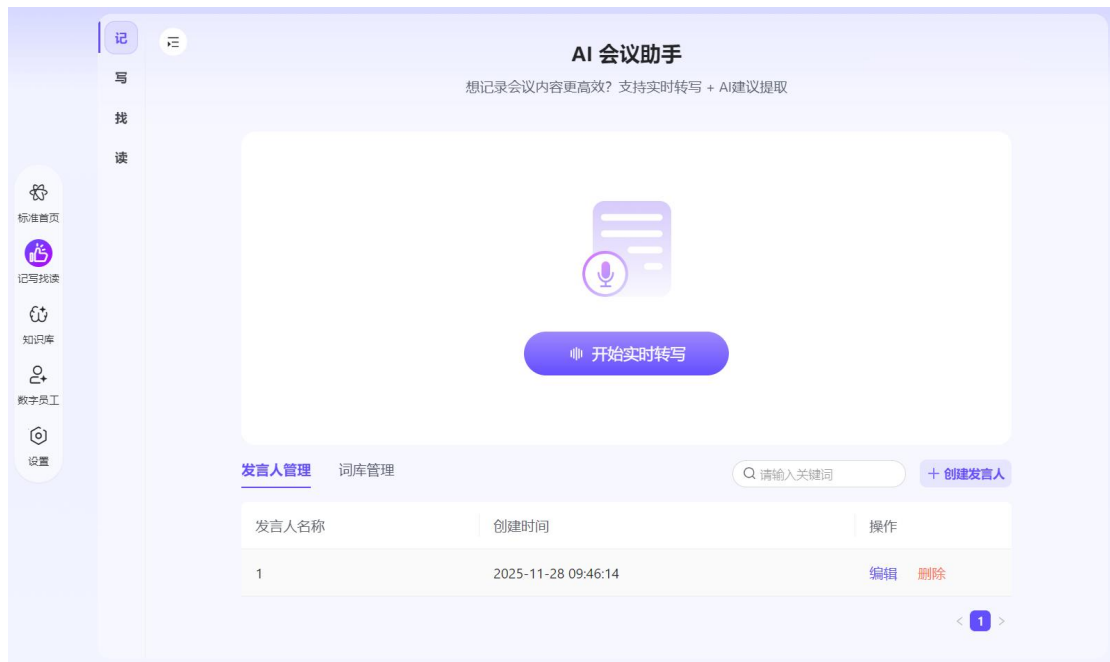 标准首页
记写找读
知识库
数字员工
设置
记
写
找
读
AI 会议助手
想记录会议内容更高效？支持实时转写 + AI建议提取
开始实时转写
发言人管理 词库管理 请输入关键词 + 创建发言人
发言人名称 创建时间 操作
1 2025-11-28 09:46:14 编辑 删除
< 1 >